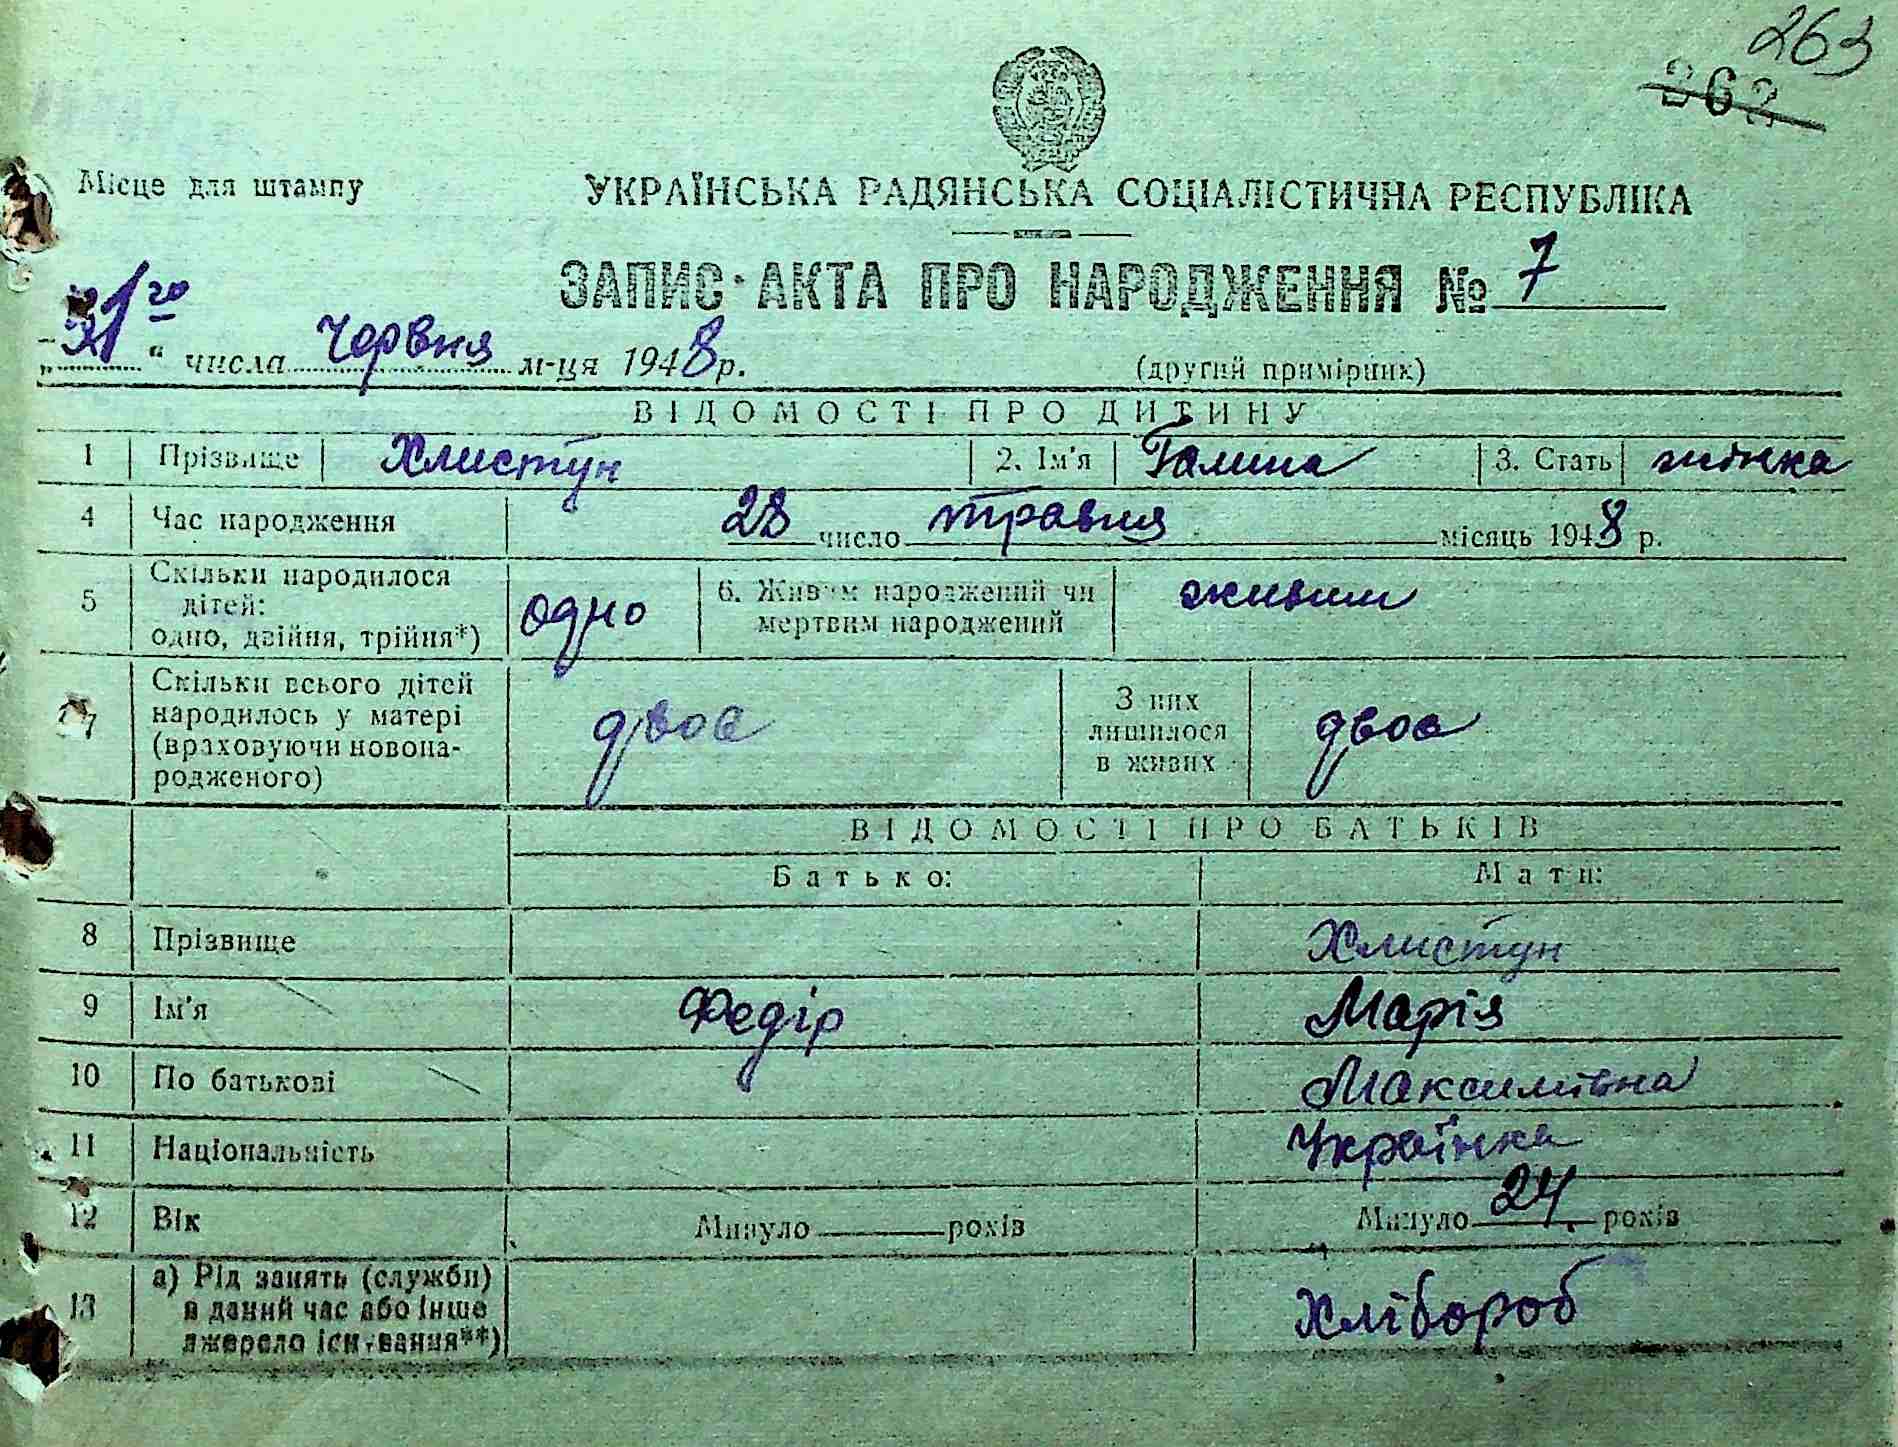 263
262
Місце для штампу
УКРАЇНСЬКА РАДЯНСЬКА СОЦІАЛІСТИЧНА РЕСПУБЛІКА
ЗАПИС АКТА ПРО НАРОДЖЕННЯ № 7
„21го“ числа червня м-ця 1948 р. (другий примірник)
ВІДОМОСТІ ПРО ДИТИНУ
1 Прізвище Хлистун 2. Ім'я Галина 3. Стать жінка
4 Час народження 28 число травня місяць 1948 р.
5 Скільки народилося дітей: одно, двійня, трійня*) одно 6. Живим народжений чи мертвим народжений живим
7 Скільки всього дітей народилось у матері (враховуючи новонародженого) двоє З них лишилося в живих двоє
ВІДОМОСТІ ПРО БАТЬКІВ
Батько: Мати:
8 Прізвище Хлистун
9 Ім'я Федір Марія
10 По батькові Максимівна
11 Національність Українка
12 Вік Минуло років Минуло 24 років
13 а) Рід занять (служби) в даний час або інше джерело існування**) Хлібороб